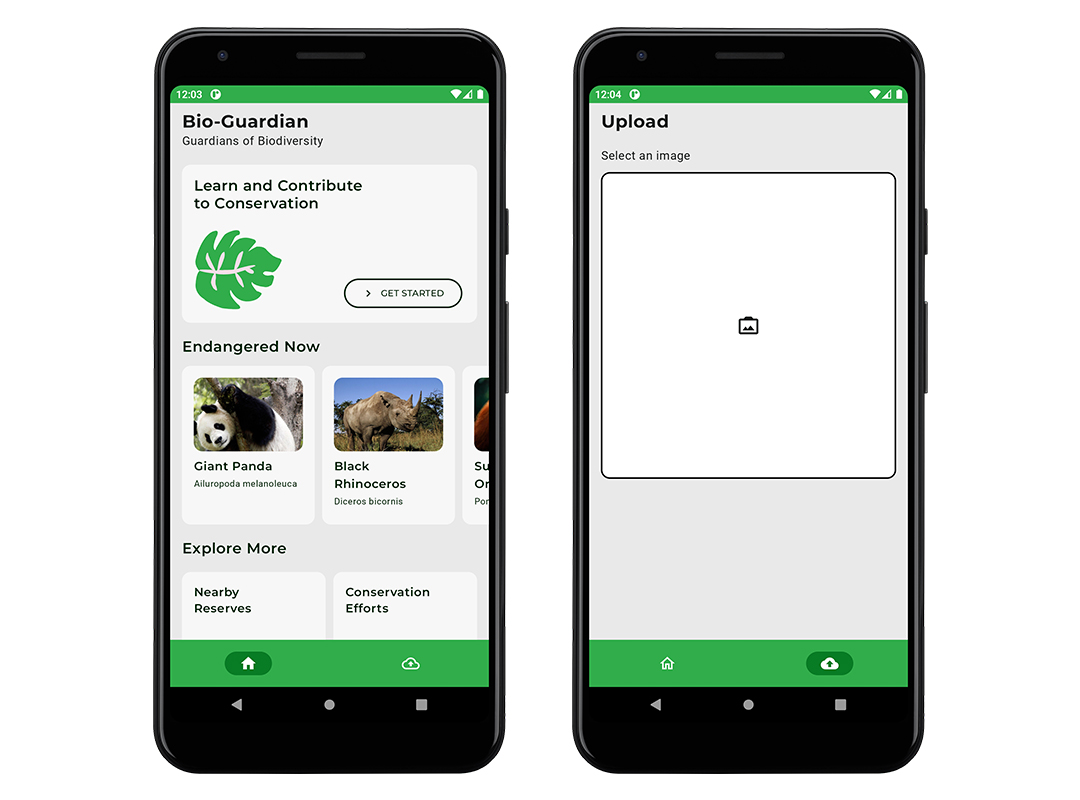 12:03
Bio-Guardian
Guardians of Biodiversity
Learn and Contribute
to Conservation
GET STARTED
Endangered Now
Giant Panda
Ailuropoda melanoleuca
Black
Rhinoceros
Diceros bicornis
Su
Or
Por
Explore More
Nearby
Reserves
Conservation
Efforts
12:04
Upload
Select an image